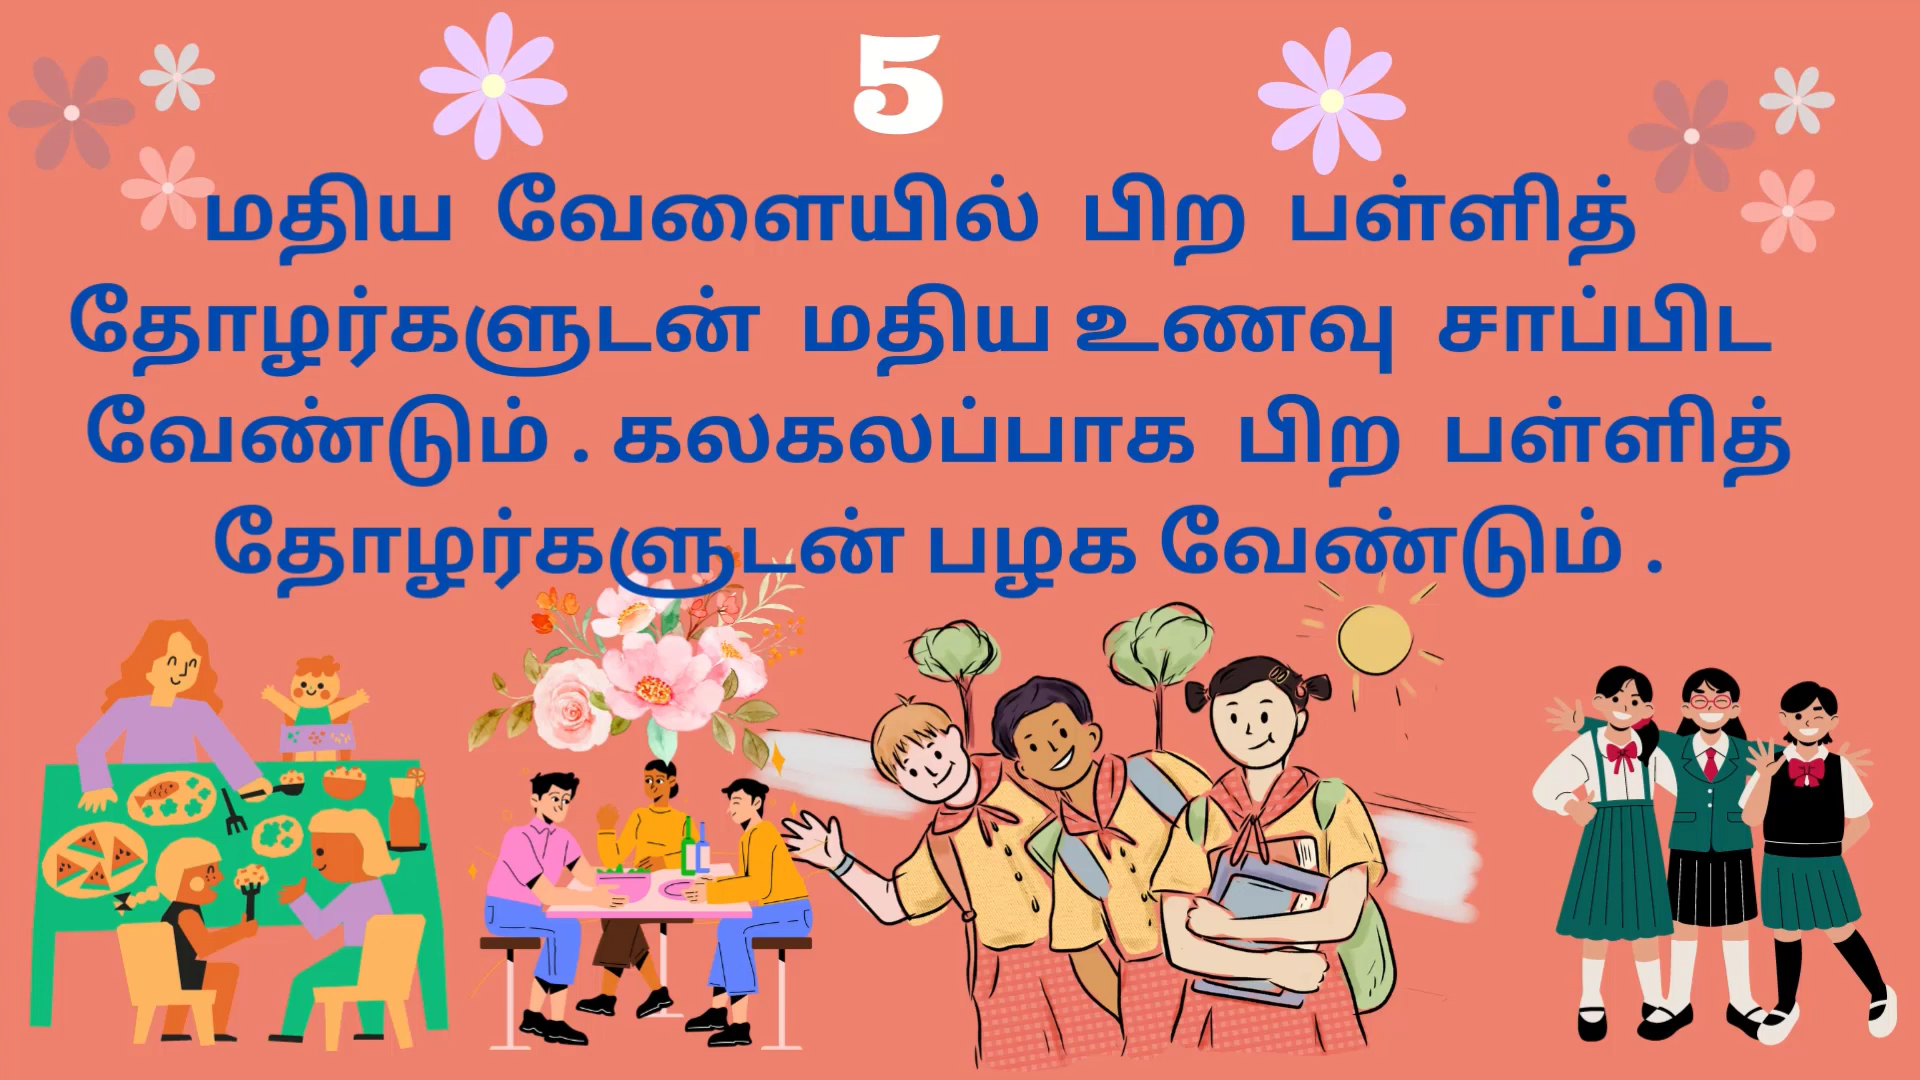 5
மதிய வேளையில் பிற பள்ளித்
தோழர்களுடன் மதிய உணவு சாப்பிட
வேண்டும் . கலகலப்பாக பிற பள்ளித்
தோழர்களுடன் பழக வேண்டும் .